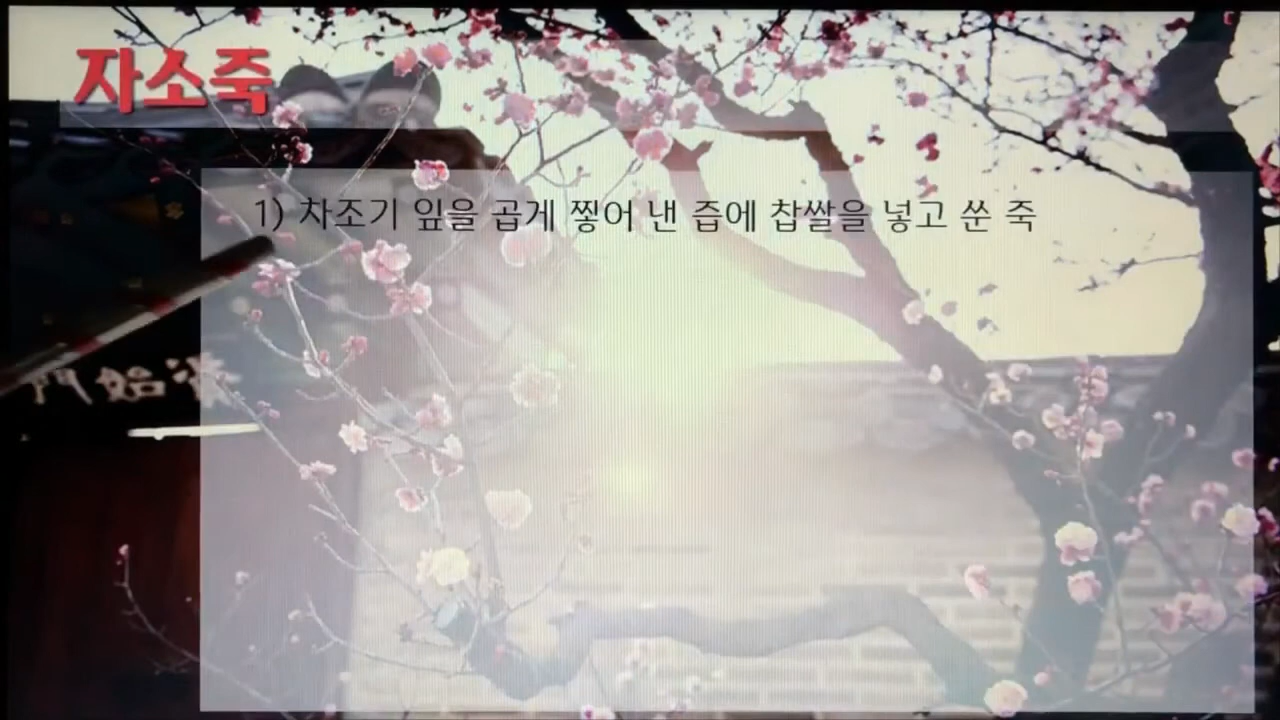 자소죽
1) 차조기 잎을 곱게 찧어 낸 즙에 찹쌀을 넣고 쑨 죽